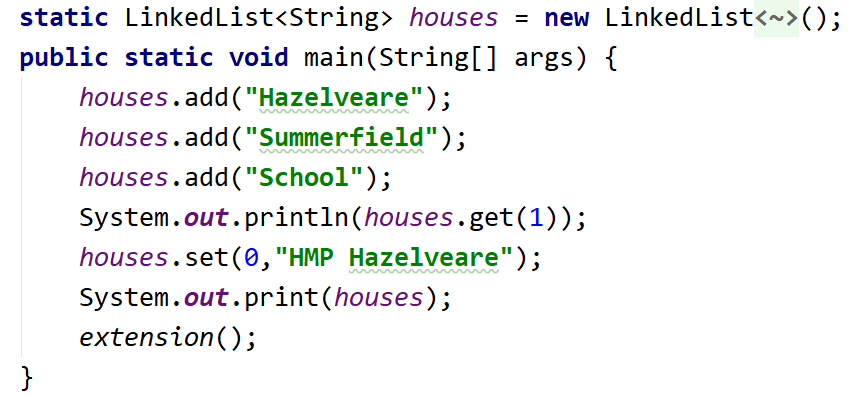 static LinkedList<String> houses = new LinkedList<~>();
public static void main(String[] args) {
houses.add("Hazelveare");
houses.add("Summerfield");
houses.add("School");
System.out.println(houses.get(1));
houses.set(0,"HMP Hazelveare");
System.out.print(houses);
extension();
}